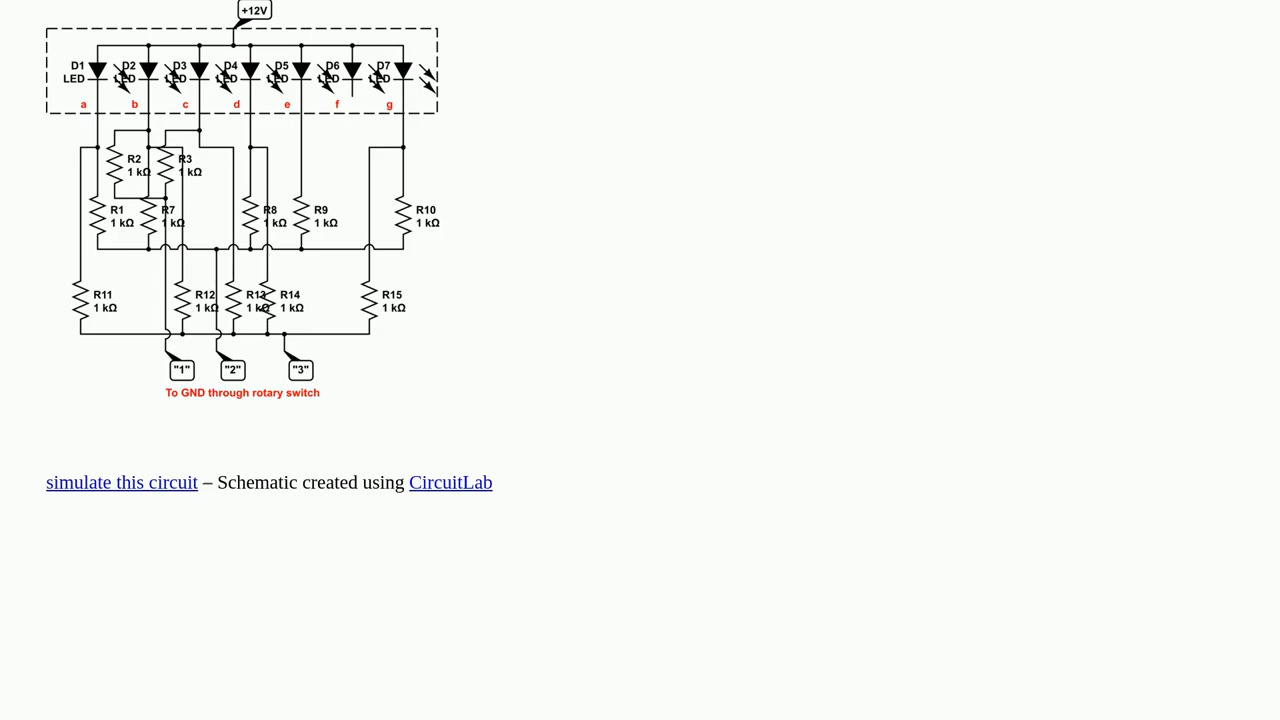 +12V
D1 D2 D3 D4 D5 D6 D7
LED LED LED LED LED LED LED
a b c d e f g
R2 R3
1 kΩ 1 kΩ
R1 R7 R8 R9 R10
1 kΩ 1 kΩ 1 kΩ 1 kΩ 1 kΩ
R11 R12 R13 R14 R15
1 kΩ 1 kΩ 1 kΩ 1 kΩ 1 kΩ
"1" "2" "3"
To GND through rotary switch
simulate this circuit – Schematic created using CircuitLab